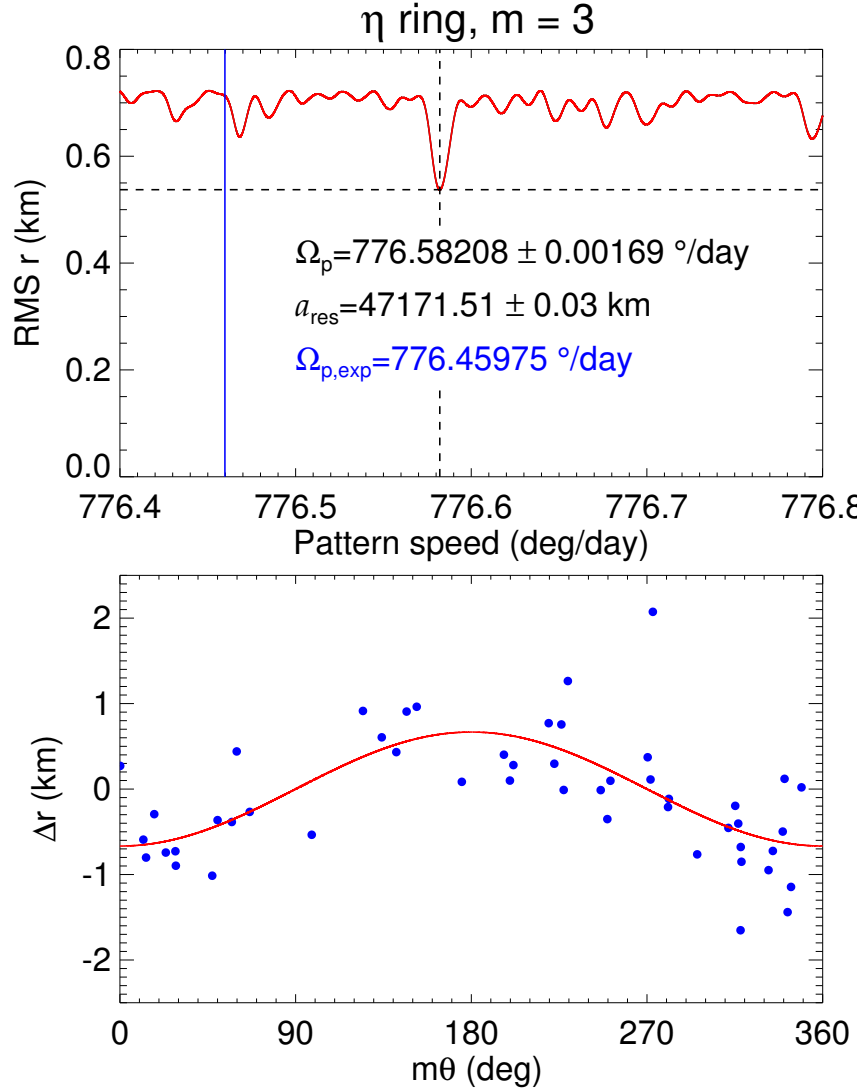 η ring, m = 3
0.8
0.6
0.4
0.2
0.0
RMS r (km)
Ωp=776.58208 ± 0.00169 °/day
ares=47171.51 ± 0.03 km
Ωp,exp=776.45975 °/day
776.4 776.5 776.6 776.7 776.8
Pattern speed (deg/day)
2
1
0
-1
-2
Δr (km)
0 90 180 270 360
mθ (deg)